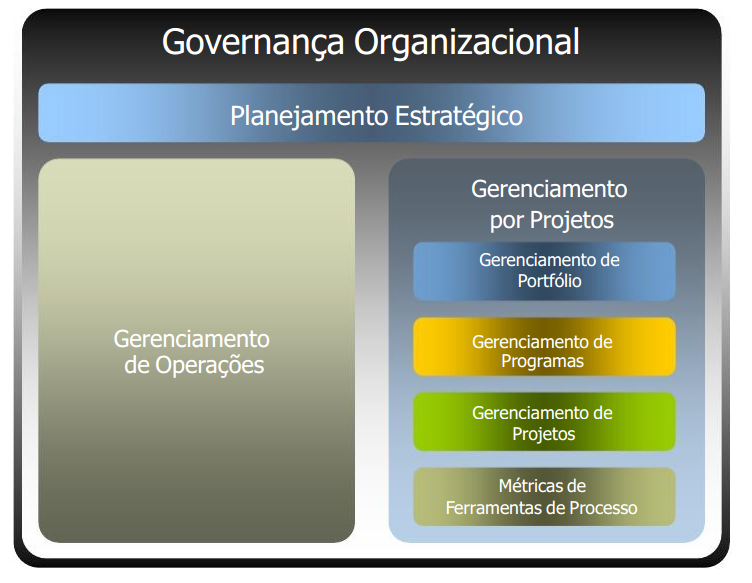 Governança Organizacional
Planejamento Estratégico
Gerenciamento
de Operações
Gerenciamento
por Projetos
Gerenciamento de
Portfólio
Gerenciamento de
Programas
Gerenciamento de
Projetos
Métricas de
Ferramentas de Processo